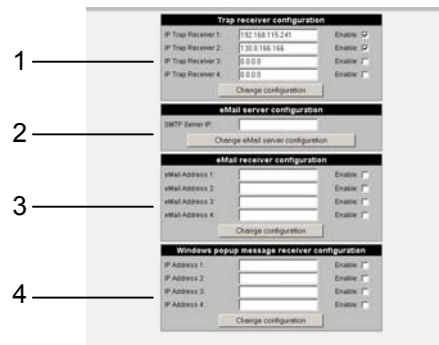 Trap receiver configuration
IP Trap Receiver 1: 192.168.115.241 Enable:
IP Trap Receiver 2: 130.0.166.166 Enable:
IP Trap Receiver 3: 0.0.0.0 Enable:
IP Trap Receiver 4: 0.0.0.0 Enable:
Change configuration
1
eMail server configuration
SMTP Server IP:
Change eMail server configuration
2
eMail receiver configuration
eMail Address 1: Enable:
eMail Address 2: Enable:
eMail Address 3: Enable:
eMail Address 4: Enable:
Change configuration
3
Windows popup message receiver configuration
IP Address 1: Enable:
IP Address 2: Enable:
IP Address 3: Enable:
IP Address 4: Enable:
Change configuration
4